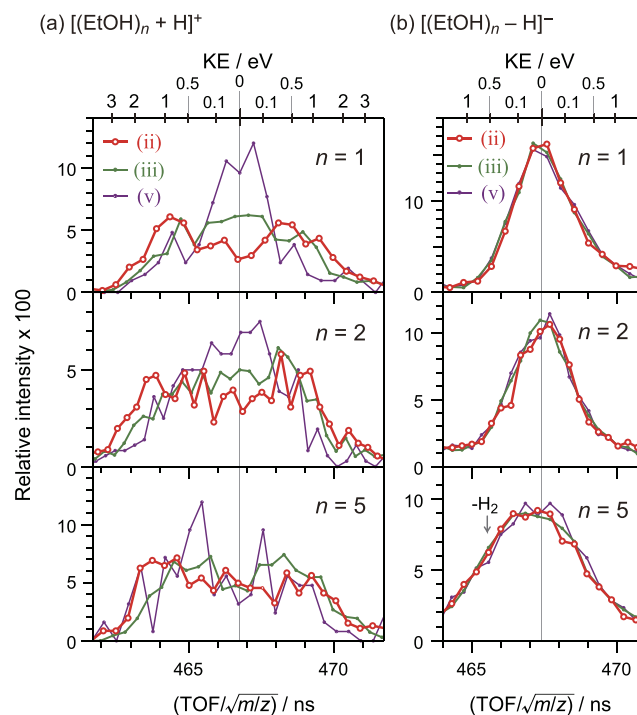 (a) [(EtOH)n + H]+
(b) [(EtOH)n – H]−
KE / eV
KE / eV
3 2 1 0.5 0.1 0 0.1 0.5 1 2 3
1 0.5 0.1 0 0.1 0.5 1
(ii)
(iii)
(v)
n = 1
(ii)
(iii)
(v)
n = 1
10
5
0
10
0
n = 2
n = 2
5
0
10
5
0
n = 5
-H2
n = 5
10
5
0
10
5
0
Relative intensity x 100
465 470
465 470
(TOF/√m/z) / ns
(TOF/√m/z) / ns